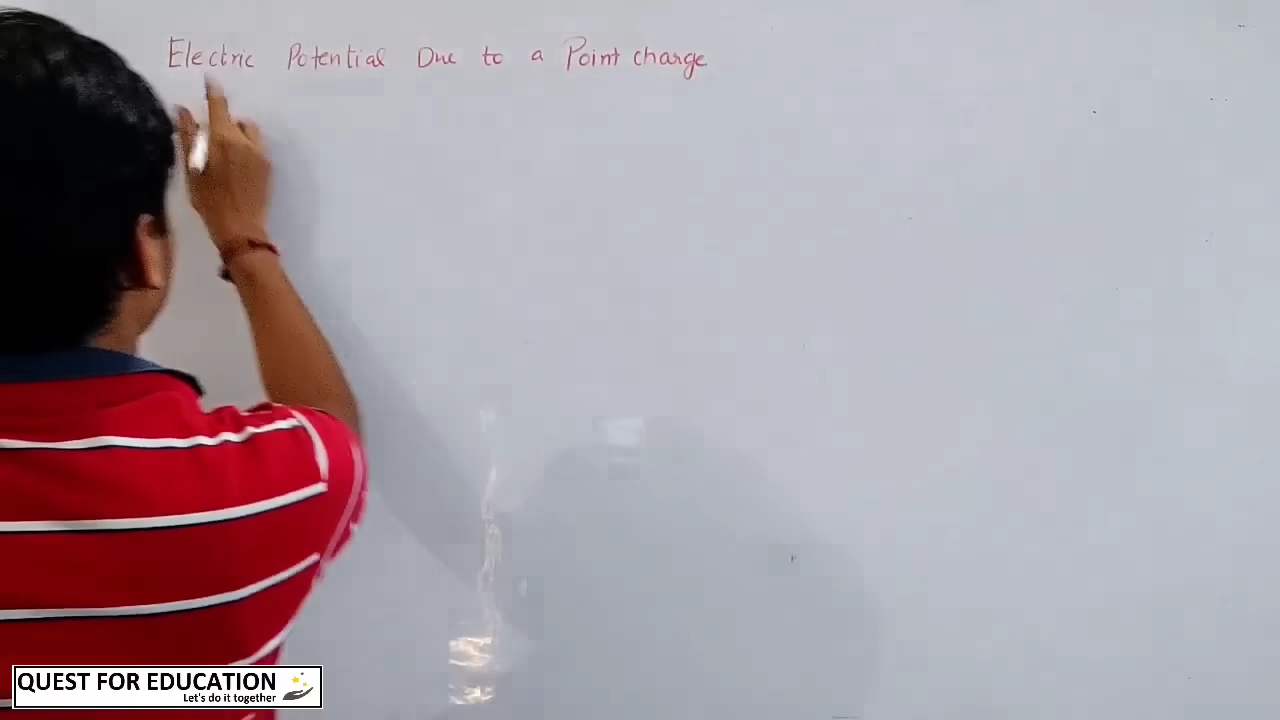 Electric Potential Due to a Point charge
QUEST FOR EDUCATION
Let's do it together